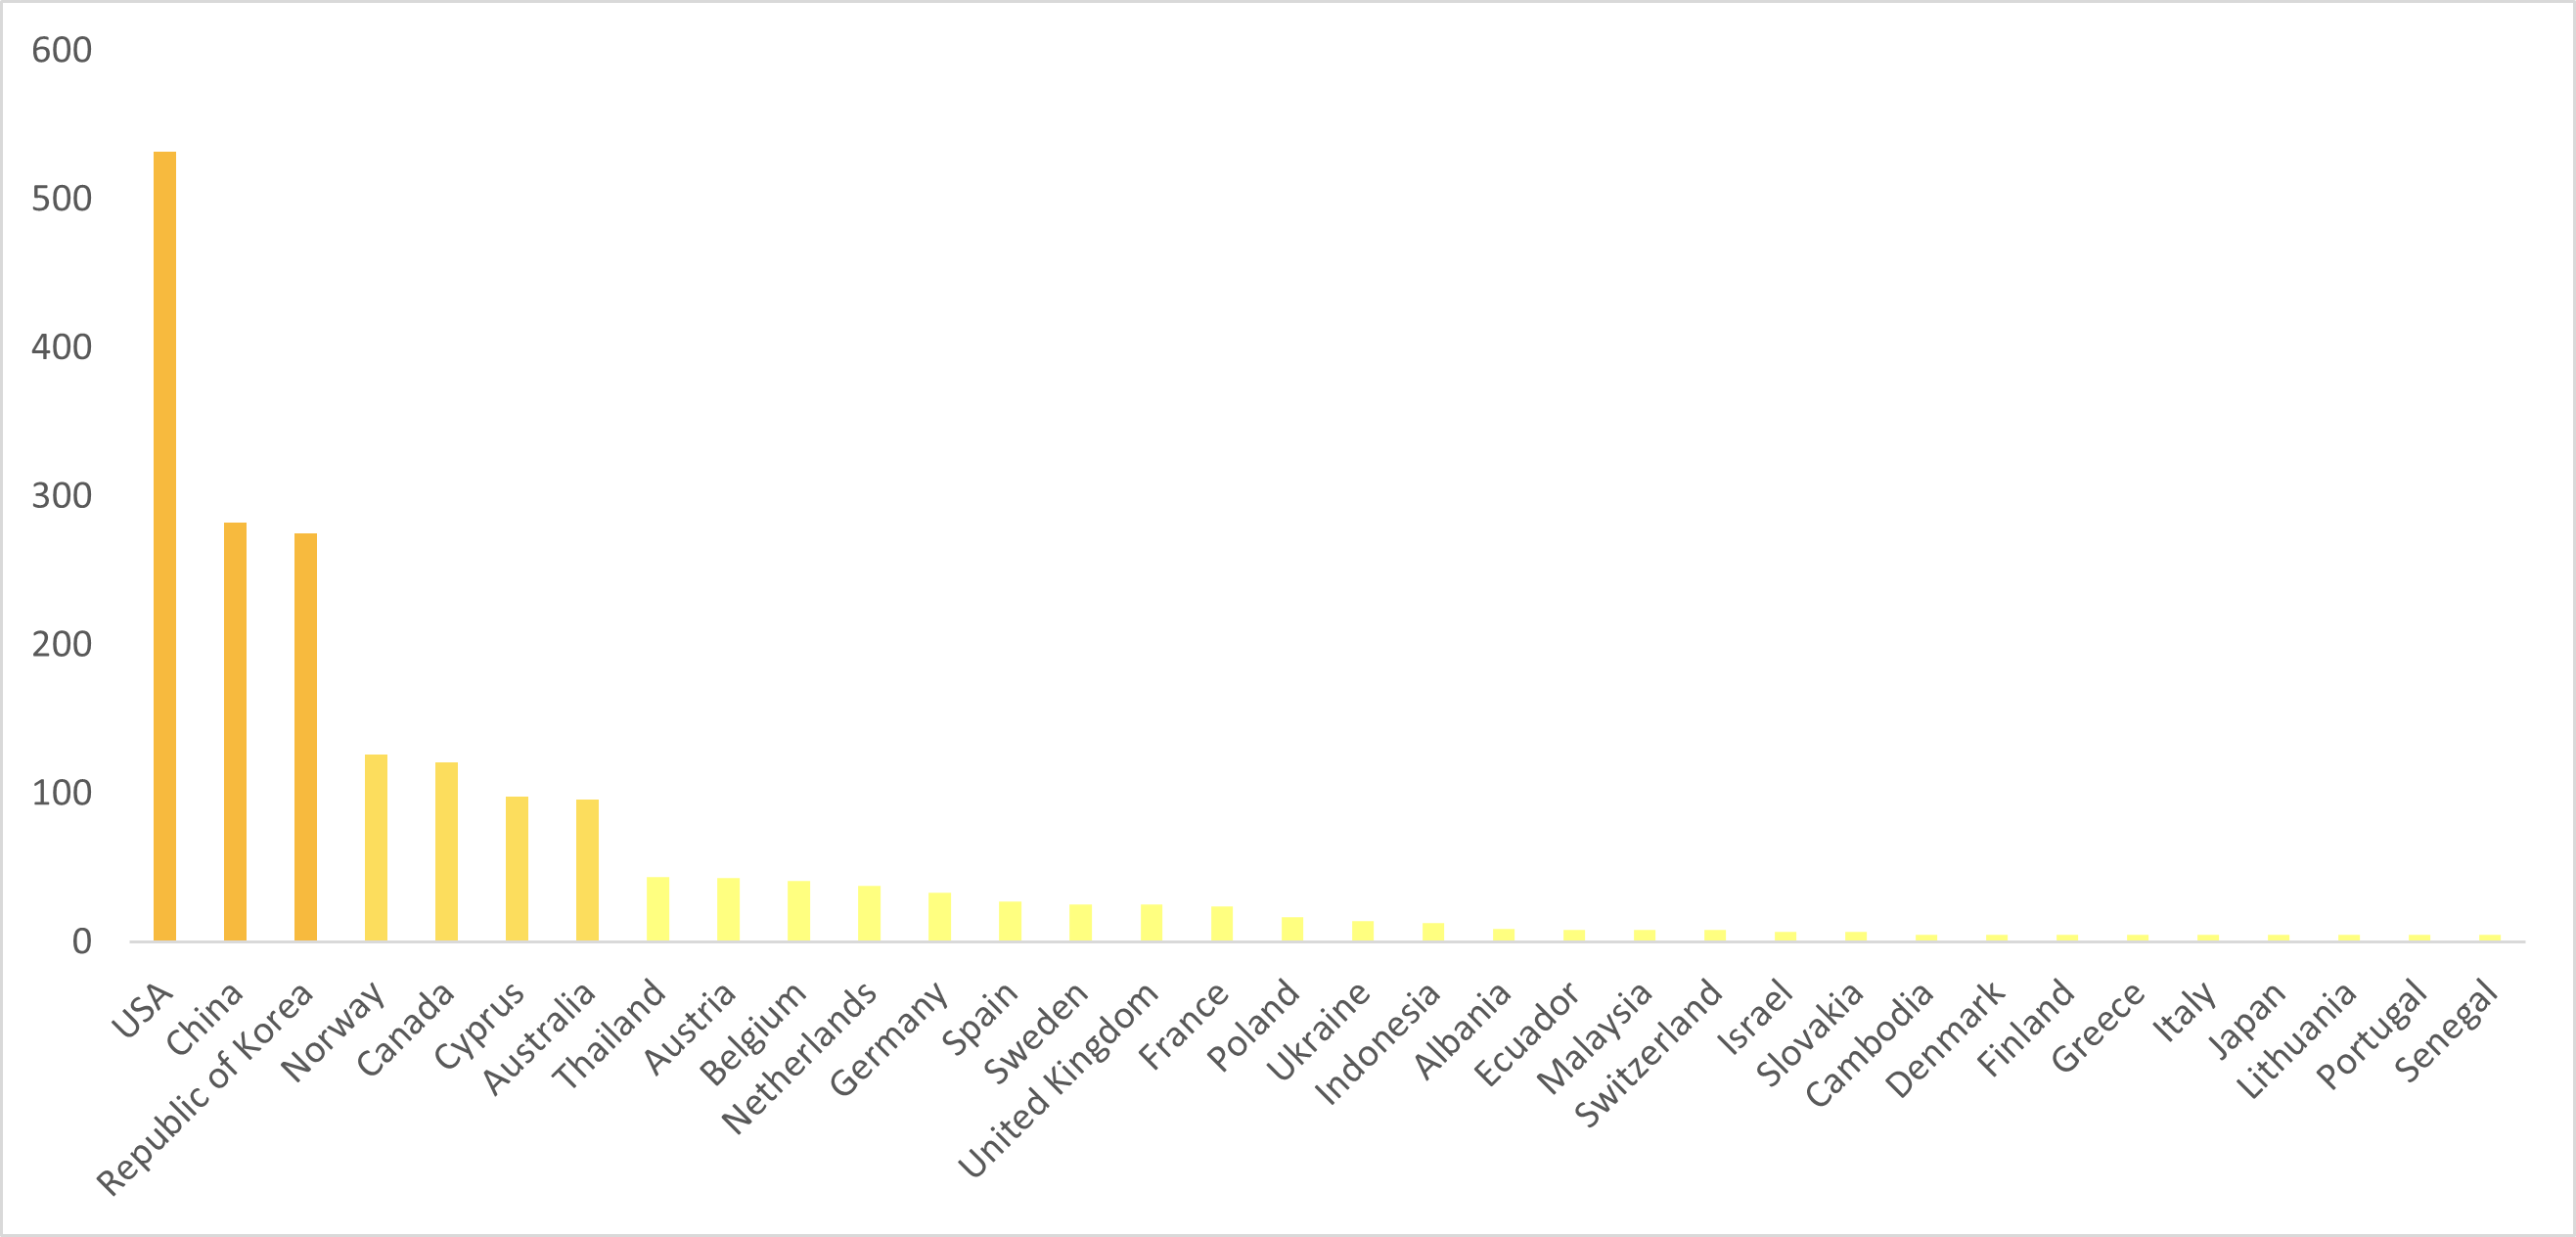 600
500
400
300
200
100
0
USA
China
Republic of Korea
Norway
Canada
Cyprus
Australia
Thailand
Austria
Belgium
Netherlands
Germany
Spain
Sweden
United Kingdom
France
Poland
Ukraine
Indonesia
Albania
Ecuador
Malaysia
Switzerland
Israel
Slovakia
Cambodia
Denmark
Finland
Greece
Italy
Japan
Lithuania
Portugal
Senegal